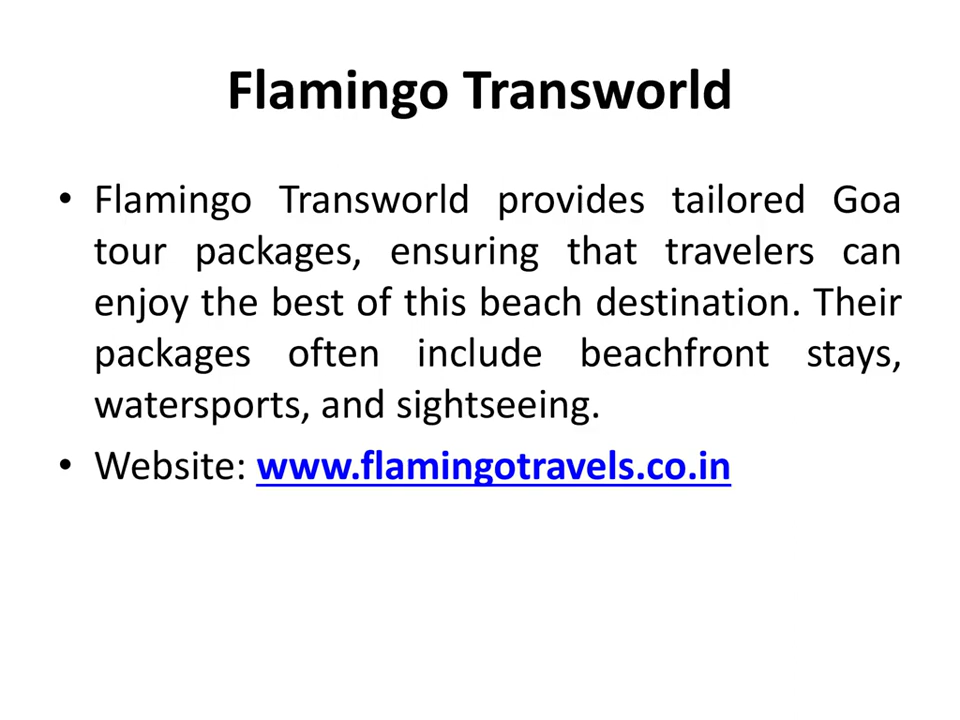 Flamingo Transworld
• Flamingo Transworld provides tailored Goa
tour packages, ensuring that travelers can
enjoy the best of this beach destination. Their
packages often include beachfront stays,
watersports, and sightseeing.
• Website: www.flamingotravels.co.in